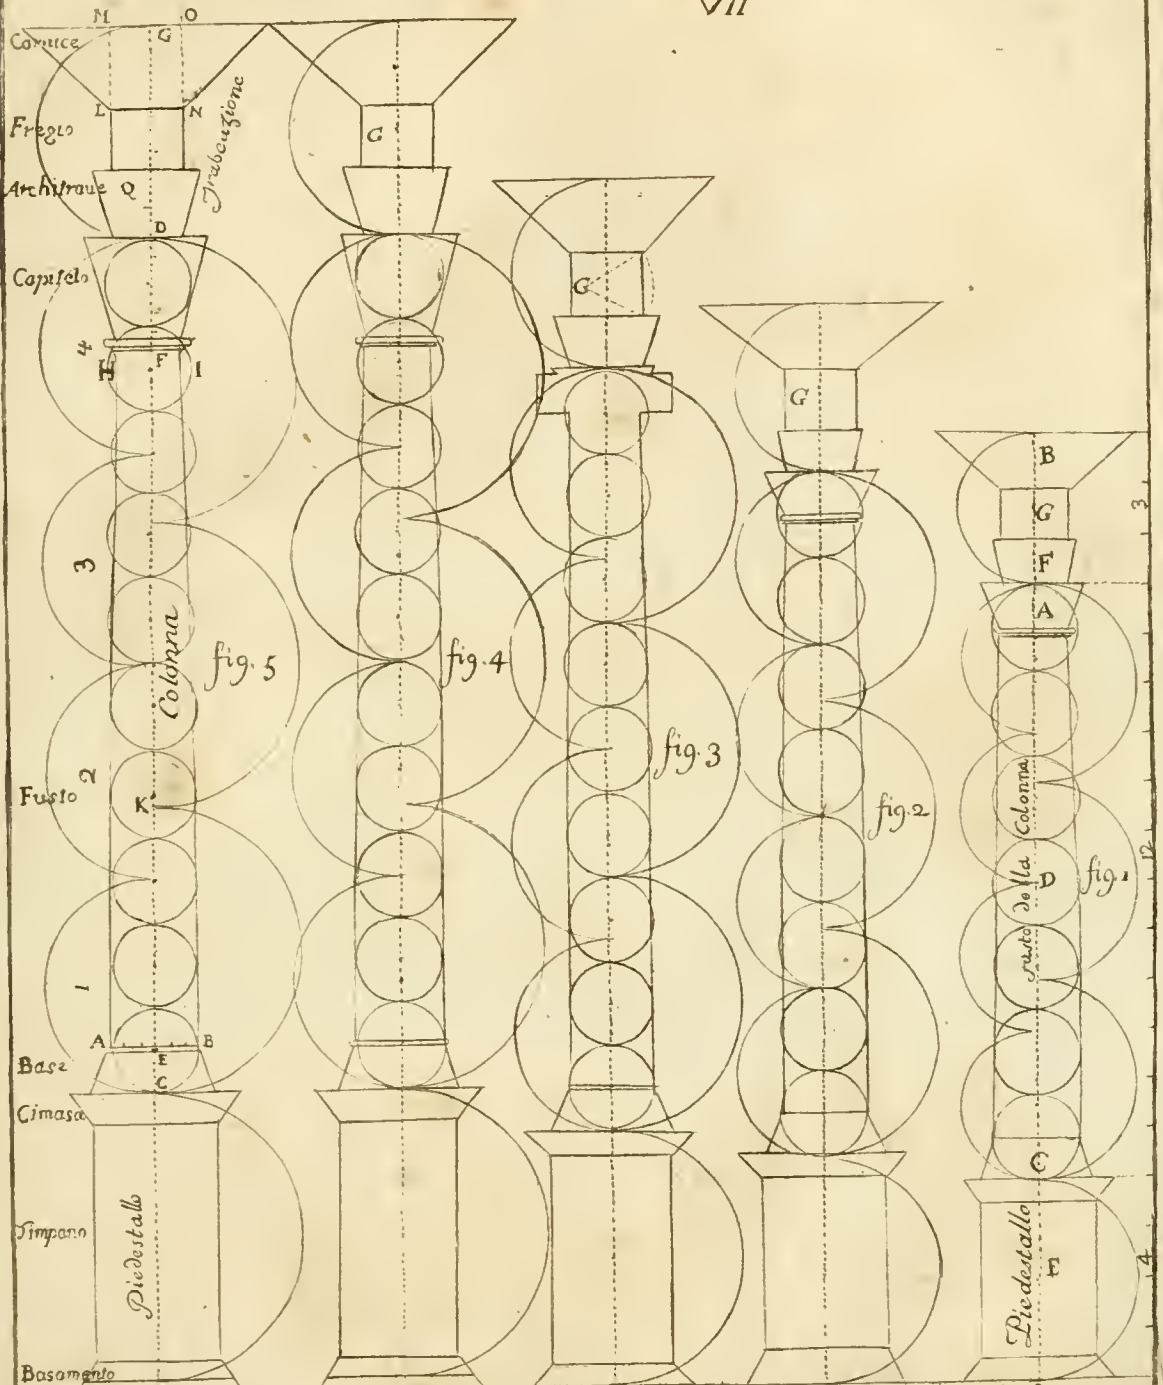 VII
M O
Cornice G
L N
Fregio
Trabeazione
Architraue Q
D
Capitelo
4
H F I
3
Colonna
fig. 5
2
Fusto
K
1
A B
E
Base
C
Cimasa
Timpano
Piedestallo
Basamento
G
fig. 4
G
fig. 3
G
fig. 2
B
3
G
F
A
fusto della Colonna
12
D
fig. 1
C
E
4
Piedestallo